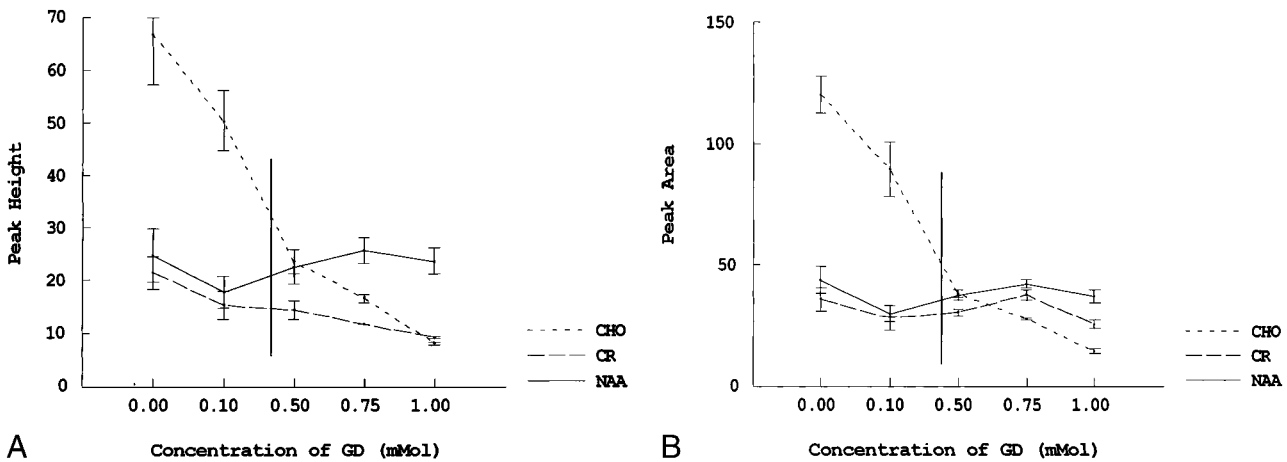 70
60
50
40
30
20
10
0
Peak Height
0.00 0.10 0.50 0.75 1.00
Concentration of GD (mMol)
CHO
CR
NAA
A
150
100
50
0
Peak Area
0.00 0.10 0.50 0.75 1.00
Concentration of GD (mMol)
CHO
CR
NAA
B